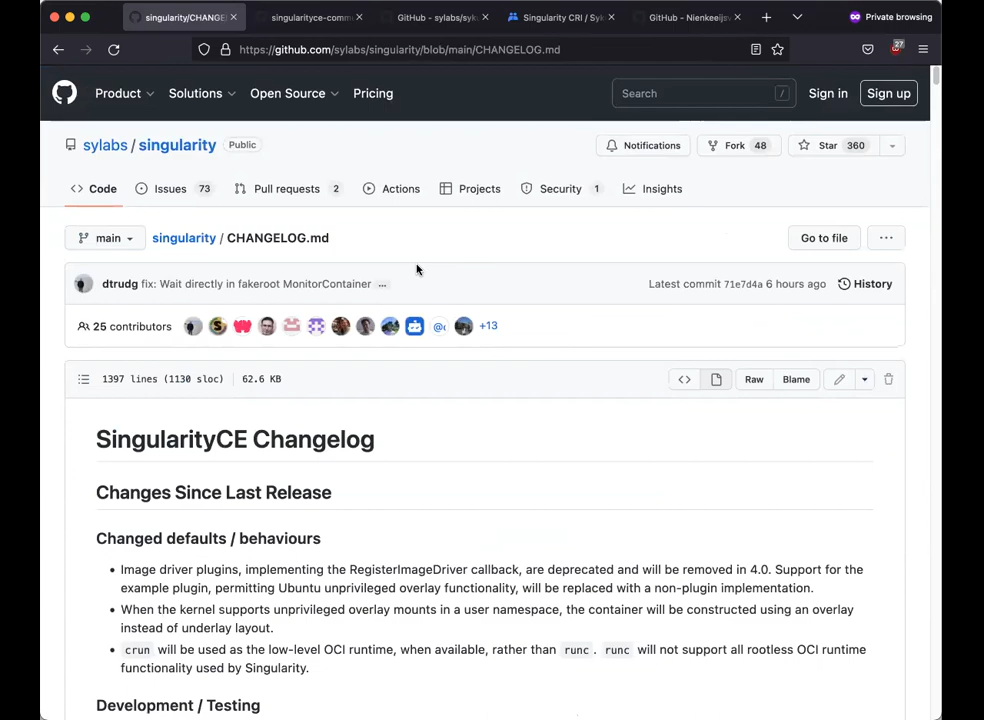 singularity/CHANGE
singularityce-comm
GitHub - sylabs/sy
Singularity CRI / Sy
GitHub - Nienkeeijsv
Private browsing
https://github.com/sylabs/singularity/blob/main/CHANGELOG.md
27
Product
Solutions
Open Source
Pricing
Search /
Sign in
Sign up
sylabs / singularity Public
Notifications
Fork 48
Star 360
Code
Issues 73
Pull requests 2
Actions
Projects
Security 1
Insights
main
singularity / CHANGELOG.md
Go to file
...
dtrudg fix: Wait directly in fakeroot MonitorContainer ...
Latest commit 71e7d4a 6 hours ago
History
25 contributors
+13
1397 lines (1130 sloc) 62.6 KB
<>
Raw
Blame
SingularityCE Changelog
Changes Since Last Release
Changed defaults / behaviours
• Image driver plugins, implementing the RegisterImageDriver callback, are deprecated and will be removed in 4.0. Support for the
example plugin, permitting Ubuntu unprivileged overlay functionality, will be replaced with a non-plugin implementation.
• When the kernel supports unprivileged overlay mounts in a user namespace, the container will be constructed using an overlay
instead of underlay layout.
• crun will be used as the low-level OCI runtime, when available, rather than runc. runc will not support all rootless OCI runtime
functionality used by Singularity.
Development / Testing